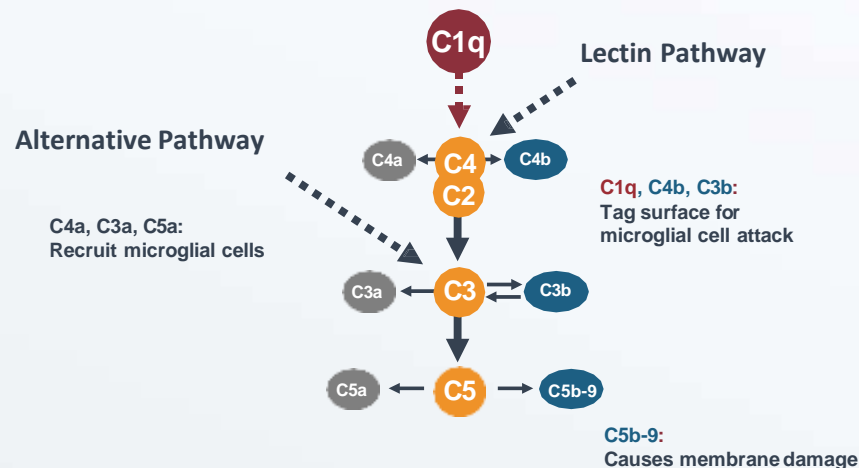 C1q
Lectin Pathway
Alternative Pathway
C4a
C4
C4b
C2
C1q, C4b, C3b:
Tag surface for
microglial cell attack
C4a, C3a, C5a:
Recruit microglial cells
C3a
C3
C3b
C5a
C5
C5b-9
C5b-9:
Causes membrane damage